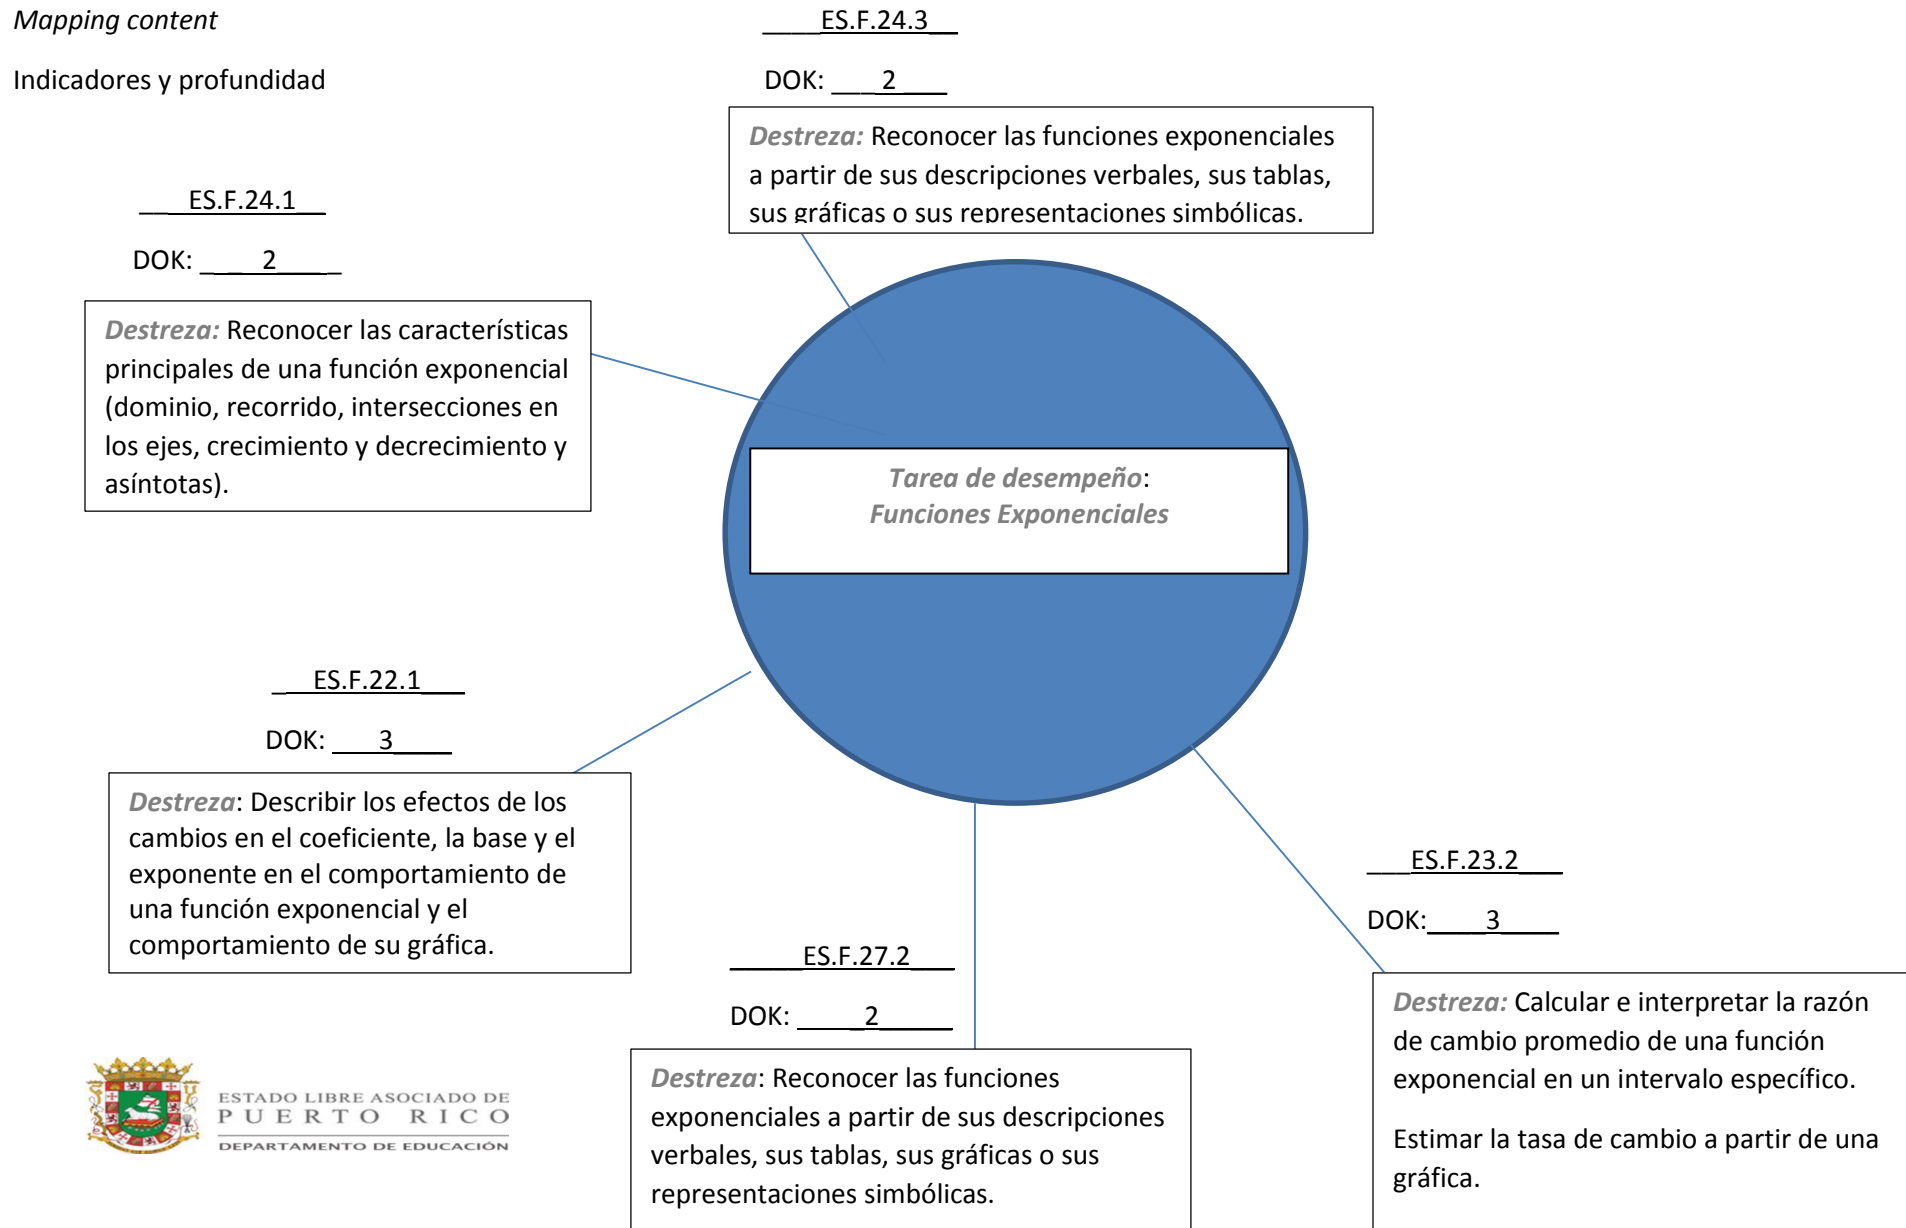 Mapping content
Indicadores y profundidad
____ES.F.24.3__
DOK: ____2____
Destreza: Reconocer las funciones exponenciales
a partir de sus descripciones verbales, sus tablas,
sus gráficas o sus representaciones simbólicas.
__ES.F.24.1__
DOK: ____2____
Destreza: Reconocer las características
principales de una función exponencial
(dominio, recorrido, intersecciones en
los ejes, crecimiento y decrecimiento y
asíntotas).
Tarea de desempeño:
Funciones Exponenciales
__ES.F.22.1___
DOK: ___3____
Destreza: Describir los efectos de los
cambios en el coeficiente, la base y el
exponente en el comportamiento de
una función exponencial y el
comportamiento de su gráfica.
_____ES.F.27.2___
DOK: _____2_____
Destreza: Reconocer las funciones
exponenciales a partir de sus descripciones
verbales, sus tablas, sus gráficas o sus
representaciones simbólicas.
___ES.F.23.2___
DOK:____3____
Destreza: Calcular e interpretar la razón
de cambio promedio de una función
exponencial en un intervalo específico.
Estimar la tasa de cambio a partir de una
gráfica.
ESTADO LIBRE ASOCIADO DE
PUERTO RICO
DEPARTAMENTO DE EDUCACIÓN